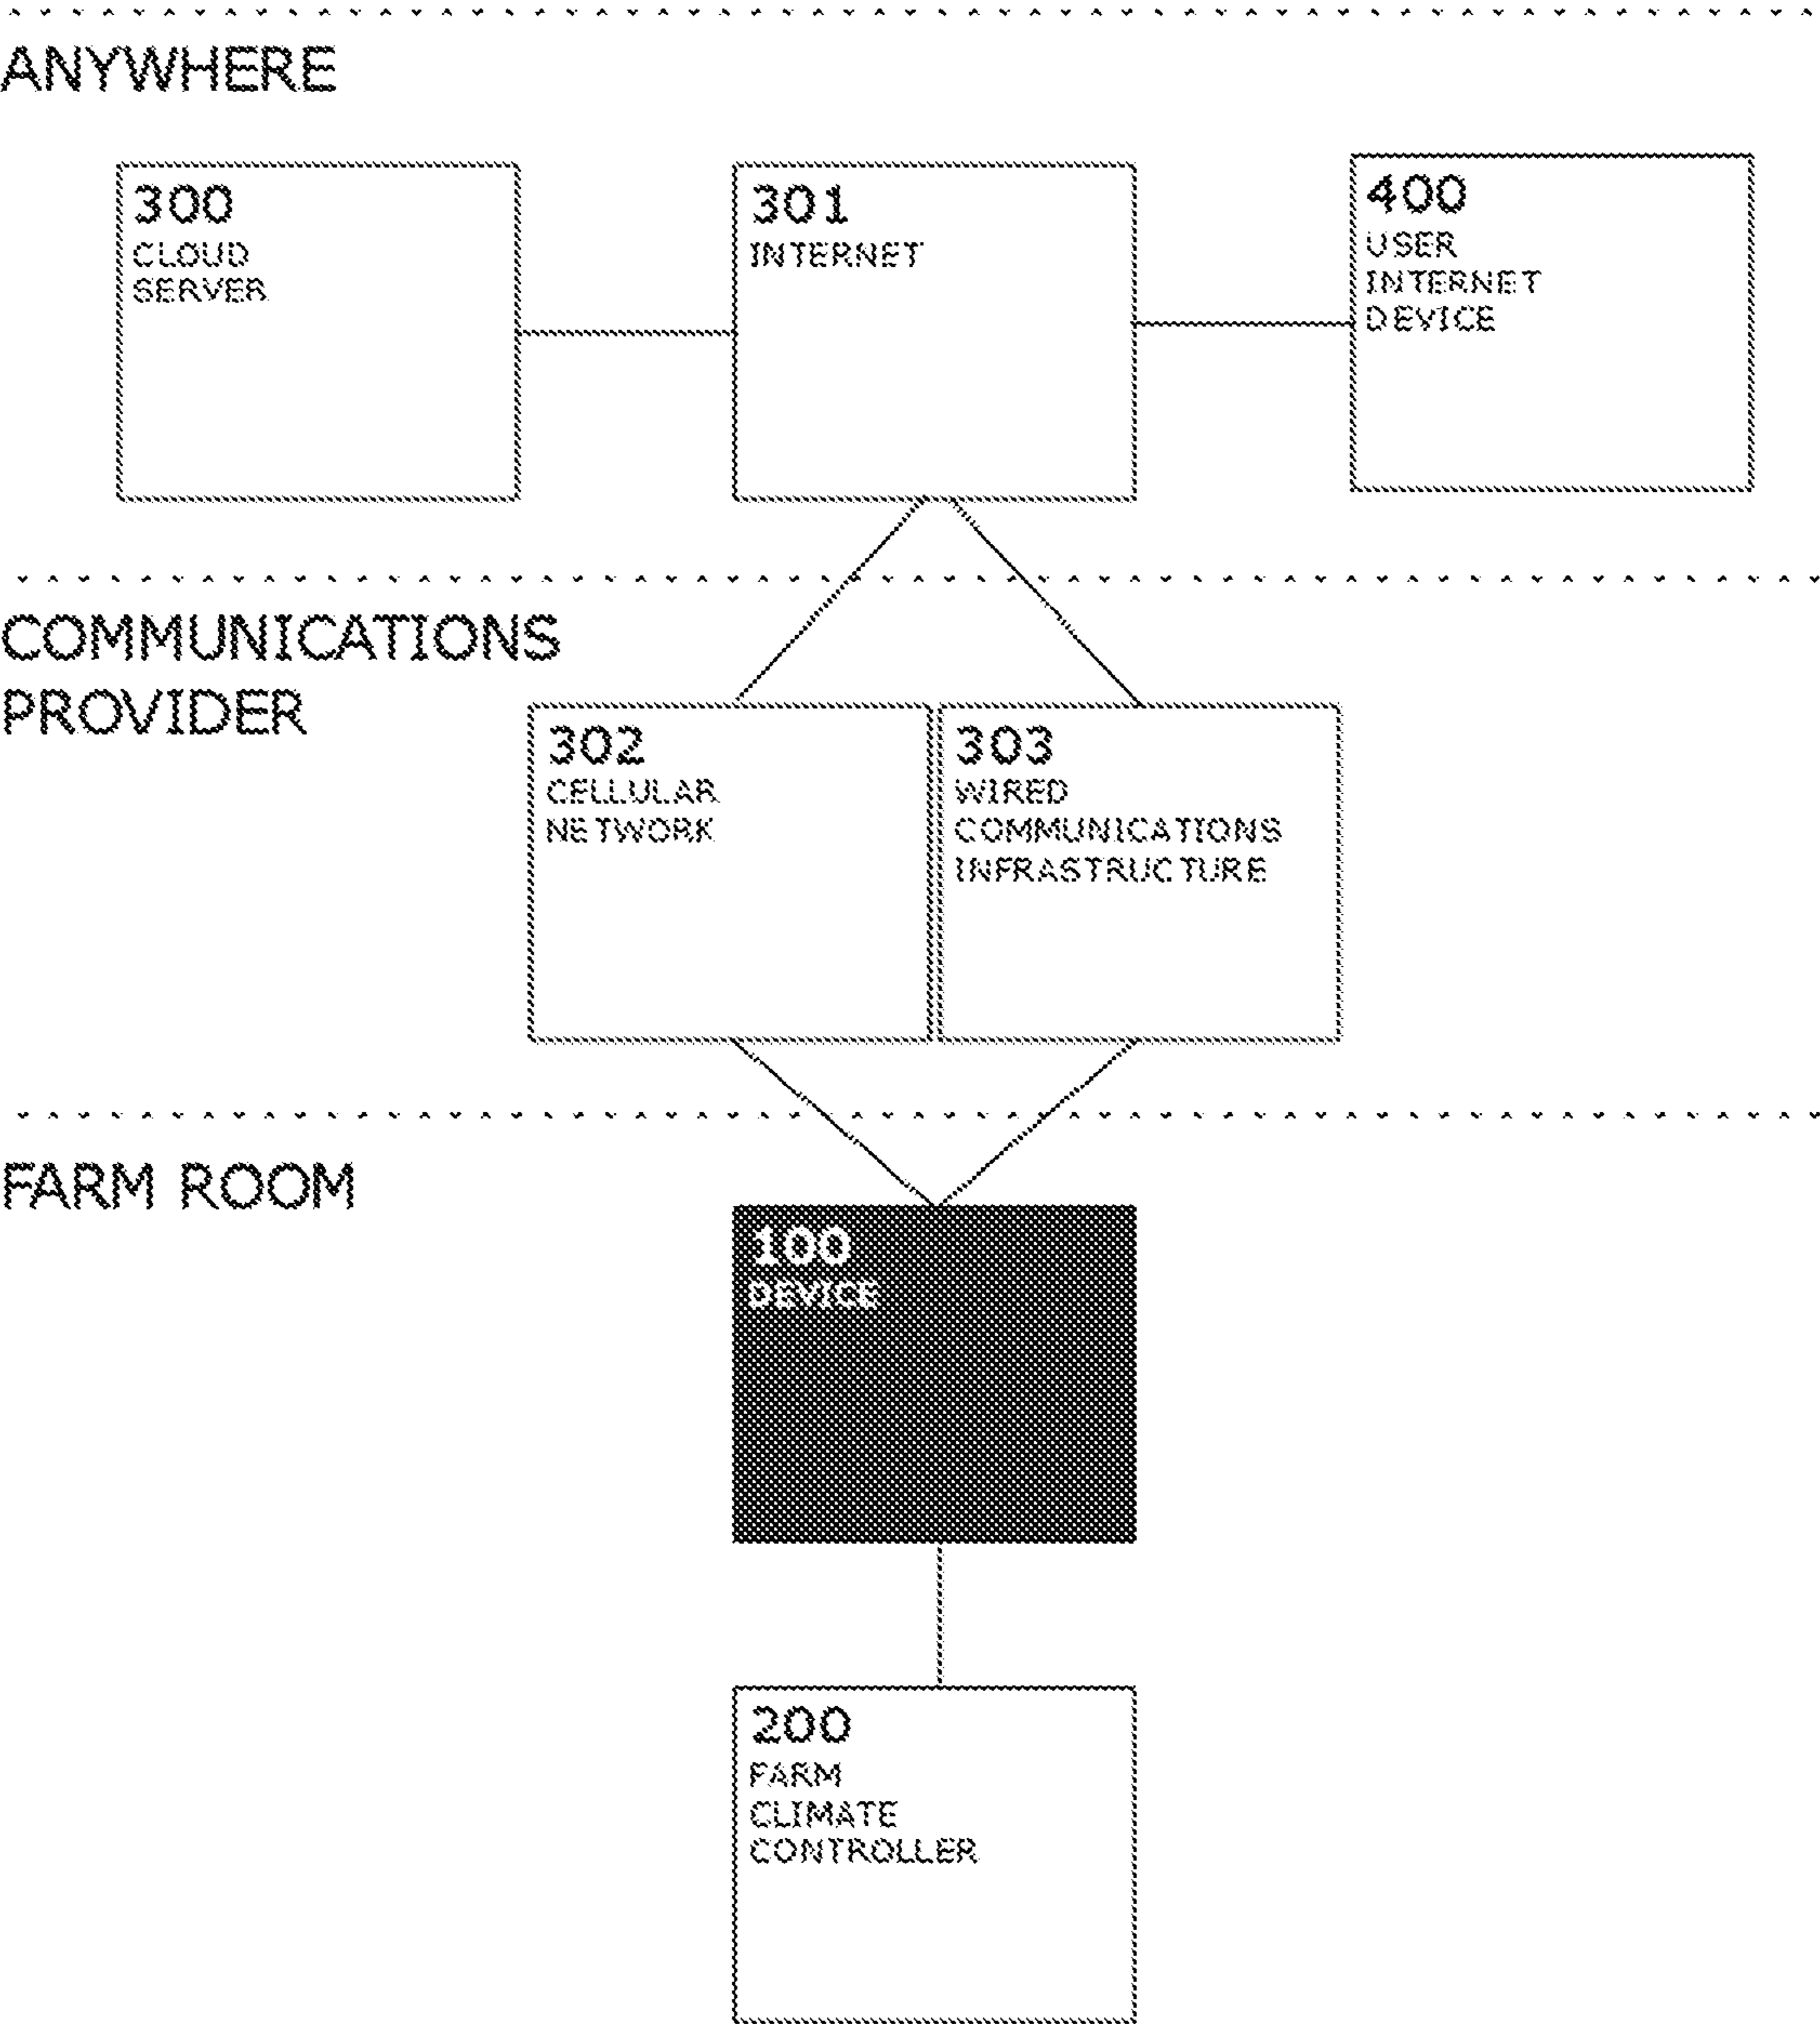 ANYWHERE
300
CLOUD
SERVER
301
INTERNET
400
USER
INTERNET
DEVICE
COMMUNICATIONS
PROVIDER
302
CELLULAR
NETWORK
303
WIRED
COMMUNICATIONS
INFRASTRUCTURE
FARM ROOM
100
DEVICE
200
FARM
CLIMATE
CONTROLLER